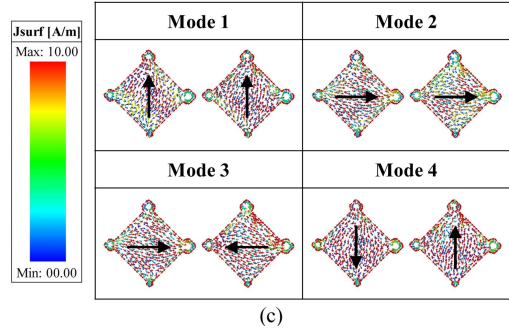 Jsurf [A/m]
Max: 10.00
Min: 00.00
Mode 1
Mode 2
Mode 3
Mode 4
(c)